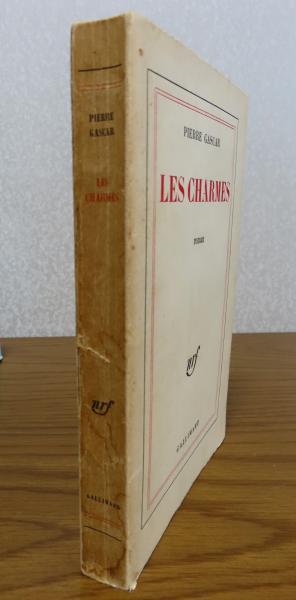 PIERRE
GASCAR
LES
CHARMES
nrf
GALLIMARD
PIERRE GASCAR
LES CHARMES
roman
nrf
GALLIMARD